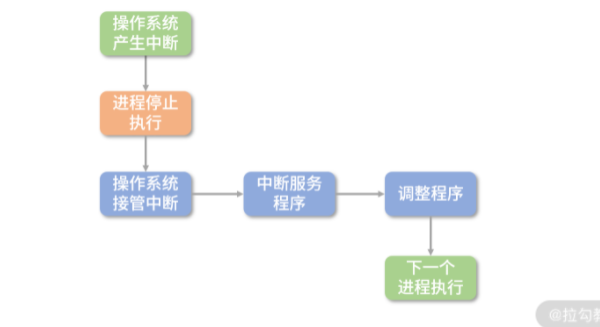 操作系统
产生中断
进程停止
执行
操作系统
接管中断
中断服务
程序
调整程序
下一个
进程执行
@拉勾教